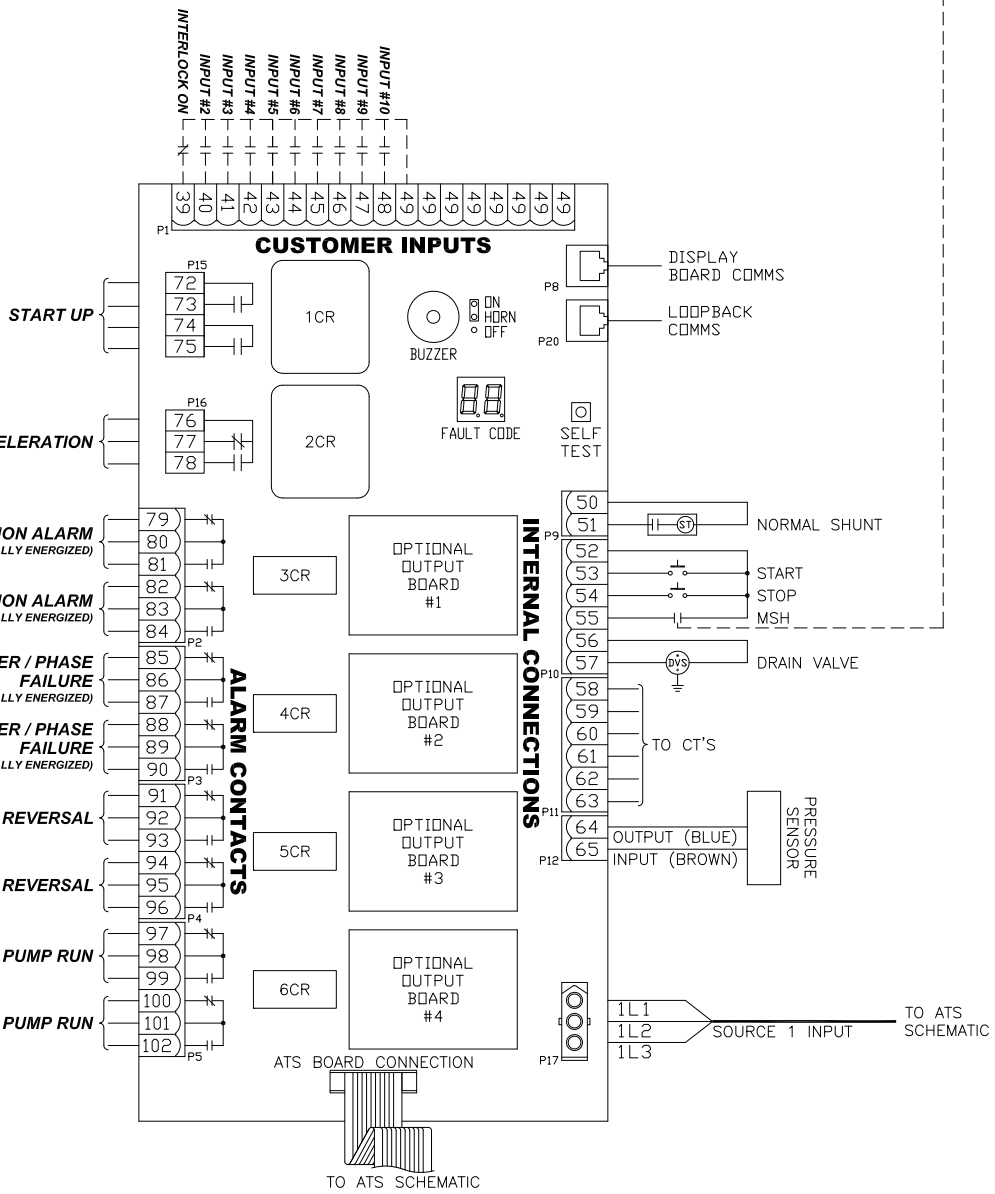 INTERLOCK ON
INPUT #2
INPUT #3
INPUT #4
INPUT #5
INPUT #6
INPUT #7
INPUT #8
INPUT #9
INPUT #10
39 40 41 42 43 44 45 46 47 48 49 49 49 49 49 49 49 49
P1
CUSTOMER INPUTS
P15
72
73
74
75
START UP
1CR
BUZZER
ON
HORN
OFF
P8
DISPLAY
BOARD COMMS
P20
LOOPBACK
COMMS
P16
76
77
78
ELERATION
2CR
FAULT CODE
SELF
TEST
ION ALARM
LLY ENERGIZED)
79
80
81
ION ALARM
LLY ENERGIZED)
82
83
84
P2
ER / PHASE
FAILURE
LLY ENERGIZED)
85
86
87
ER / PHASE
FAILURE
LLY ENERGIZED)
88
89
90
P3
REVERSAL
91
92
93
REVERSAL
94
95
96
P4
PUMP RUN
97
98
99
PUMP RUN
100
101
102
P5
ALARM CONTACTS
3CR
4CR
5CR
6CR
OPTIONAL
OUTPUT
BOARD
#1
OPTIONAL
OUTPUT
BOARD
#2
OPTIONAL
OUTPUT
BOARD
#3
OPTIONAL
OUTPUT
BOARD
#4
INTERNAL CONNECTIONS
50
51
P9
ST
NORMAL SHUNT
52
53
START
54
STOP
55
MSH
56
57
P10
DVS
DRAIN VALVE
58
59
60
61
62
63
P11
TO CT'S
64
OUTPUT (BLUE)
65
INPUT (BROWN)
P12
PRESSURE
SENSOR
P17
1L1
1L2
1L3
SOURCE 1 INPUT
TO ATS
SCHEMATIC
ATS BOARD CONNECTION
TO ATS SCHEMATIC